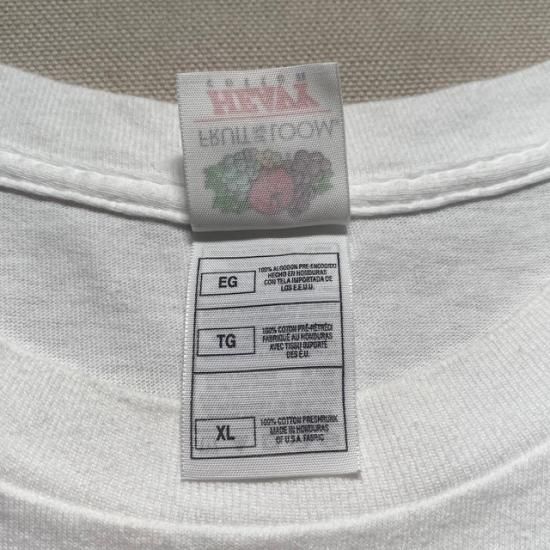 COTTON
HEAVY
FRUIT OF THE LOOM®
EG
100% ALGODON PRE-ENCOGIDO
HECHO EN HONDURAS
CON TELA IMPORTADA DE
LOS E.E.U.U.
TG
100% COTON PRÉ-RÉTRÉCI
FABRIQUÉ AU HONDURAS
AVEC TISSU IMPORTÉ
DES É.U.
XL
100% COTTON PRESHRUNK
MADE IN HONDURAS
OF U.S.A. FABRIC